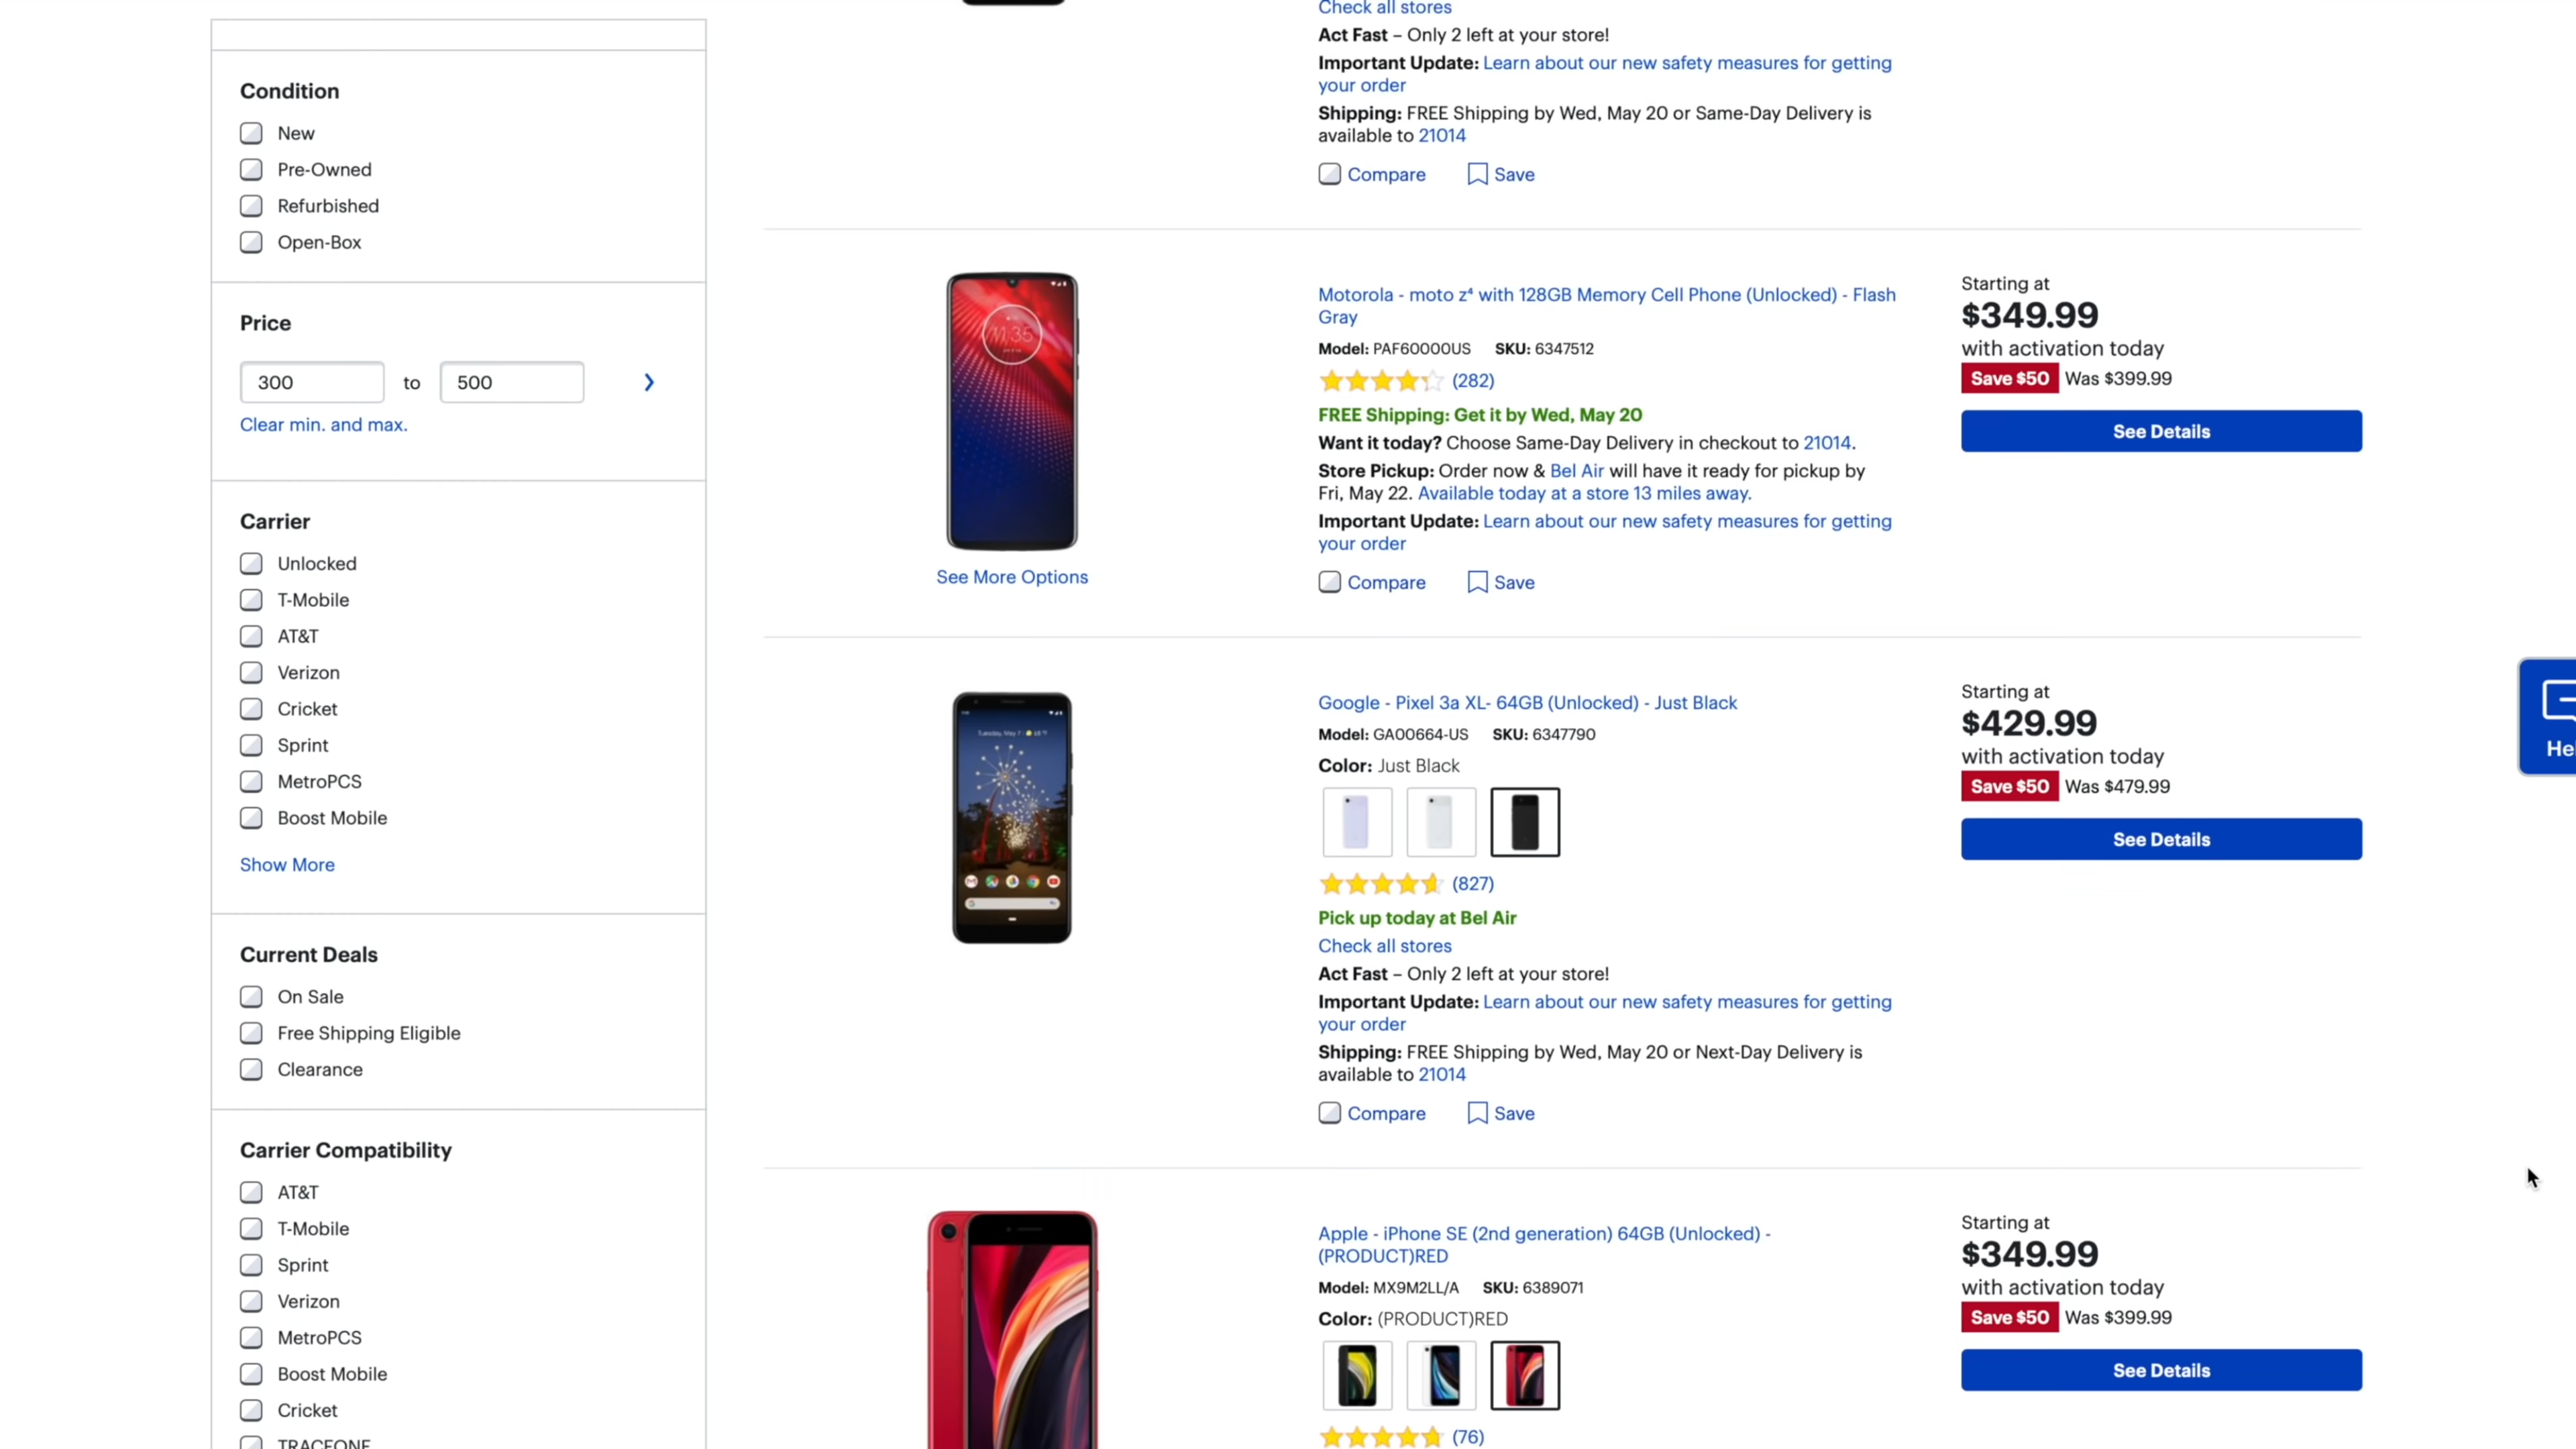 Condition
New
Pre-Owned
Refurbished
Open-Box
Price
300 to 500
Clear min. and max.
Carrier
Unlocked
T-Mobile
AT&T
Verizon
Cricket
Sprint
MetroPCS
Boost Mobile
Show More
Current Deals
On Sale
Free Shipping Eligible
Clearance
Carrier Compatibility
AT&T
T-Mobile
Sprint
Verizon
MetroPCS
Boost Mobile
Cricket
TRACFONE
Check all stores
Act Fast – Only 2 left at your store!
Important Update: Learn about our new safety measures for getting
your order
Shipping: FREE Shipping by Wed, May 20 or Same-Day Delivery is
available to 21014
Compare Save
11:35
See More Options
Motorola - moto z⁴ with 128GB Memory Cell Phone (Unlocked) - Flash
Gray
Model: PAF60000US SKU: 6347512
(282)
FREE Shipping: Get it by Wed, May 20
Want it today? Choose Same-Day Delivery in checkout to 21014.
Store Pickup: Order now & Bel Air will have it ready for pickup by
Fri, May 22. Available today at a store 13 miles away.
Important Update: Learn about our new safety measures for getting
your order
Compare Save
Starting at
$349.99
with activation today
Save $50 Was $399.99
See Details
Google - Pixel 3a XL- 64GB (Unlocked) - Just Black
Model: GA00664-US SKU: 6347790
Color: Just Black
(827)
Pick up today at Bel Air
Check all stores
Act Fast – Only 2 left at your store!
Important Update: Learn about our new safety measures for getting
your order
Shipping: FREE Shipping by Wed, May 20 or Next-Day Delivery is
available to 21014
Compare Save
Starting at
$429.99
with activation today
Save $50 Was $479.99
See Details
Apple - iPhone SE (2nd generation) 64GB (Unlocked) -
(PRODUCT)RED
Model: MX9M2LL/A SKU: 6389071
Color: (PRODUCT)RED
(76)
Starting at
$349.99
with activation today
Save $50 Was $399.99
See Details